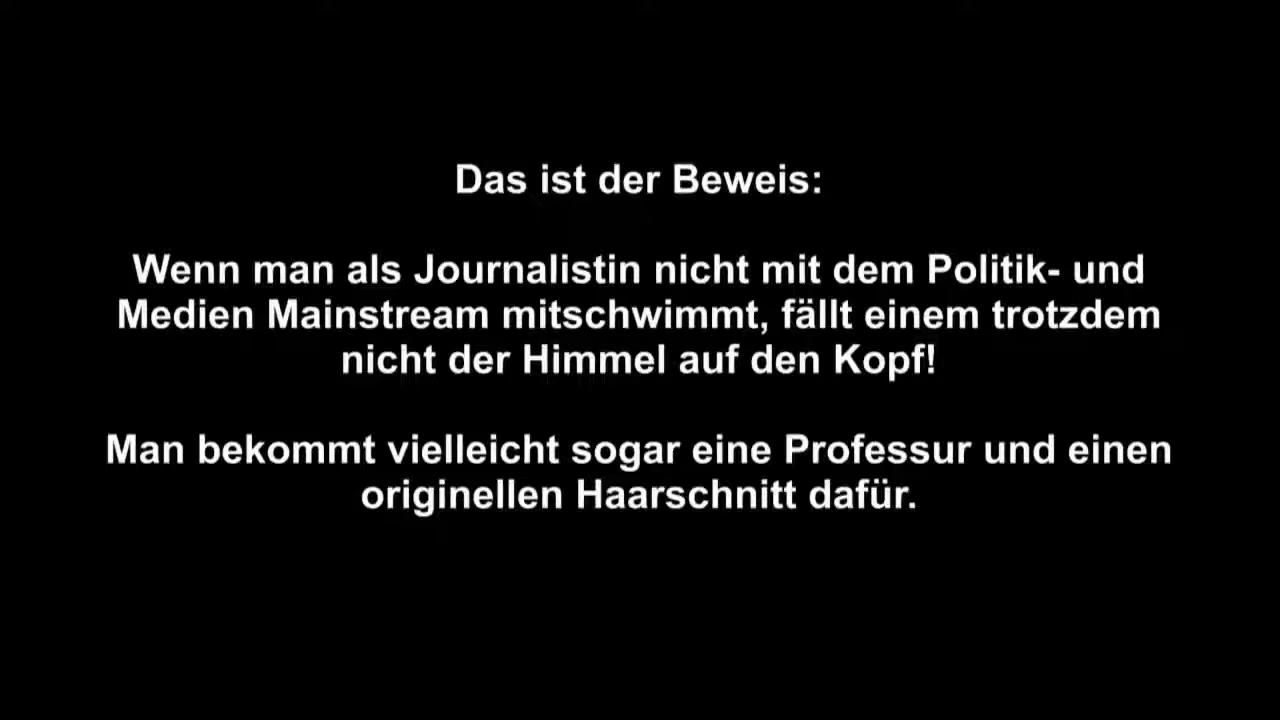 Das ist der Beweis:
Wenn man als Journalistin nicht mit dem Politik- und
Medien Mainstream mitschwimmt, fällt einem trotzdem
nicht der Himmel auf den Kopf!
Man bekommt vielleicht sogar eine Professur und einen
originellen Haarschnitt dafür.